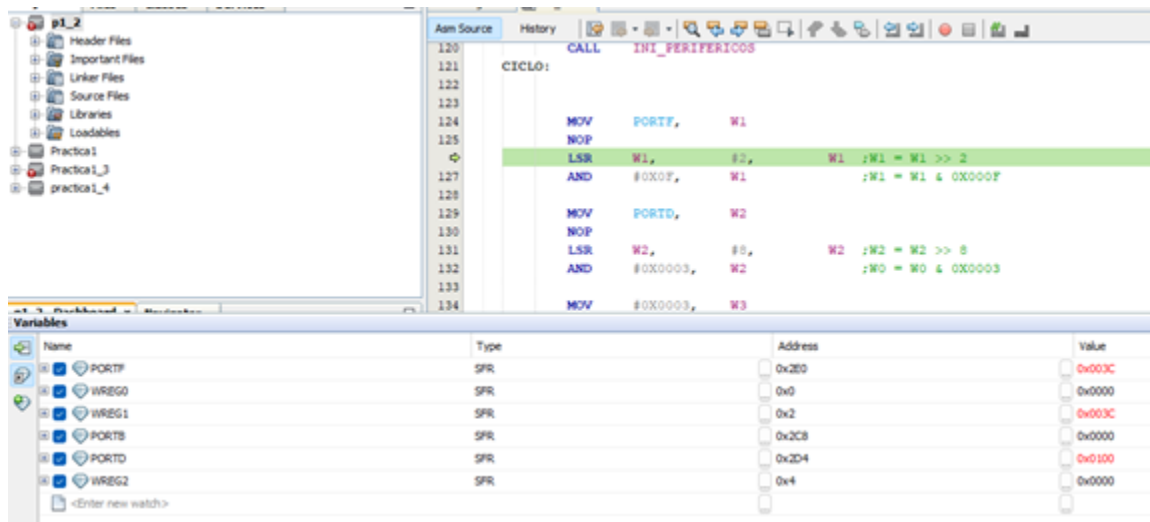 p1_2
Header Files
Important Files
Linker Files
Source Files
Libraries
Loadables
Practica1
Practica1_3
practica1_4
Asm Source History
120 CALL INI_PERIFERICOS
121 CICLO:
122
123
124 MOV PORTF, W1
125 NOP
LSR W1, #2, W1 ;W1 = W1 >> 2
127 AND #0X0F, W1 ;W1 = W1 & 0X000F
128
129 MOV PORTD, W2
130 NOP
131 LSR W2, #8, W2 ;W2 = W2 >> 8
132 AND #0X0003, W2 ;W0 = W0 & 0X0003
133
134 MOV #0X0003, W3
Variables
Name Type Address Value
PORTF SFR 0x2E0 0x003C
WREG0 SFR 0x0 0x0000
WREG1 SFR 0x2 0x003C
PORTB SFR 0x2C8 0x0000
PORTD SFR 0x2D4 0x0100
WREG2 SFR 0x4 0x0000
<Enter new watch>